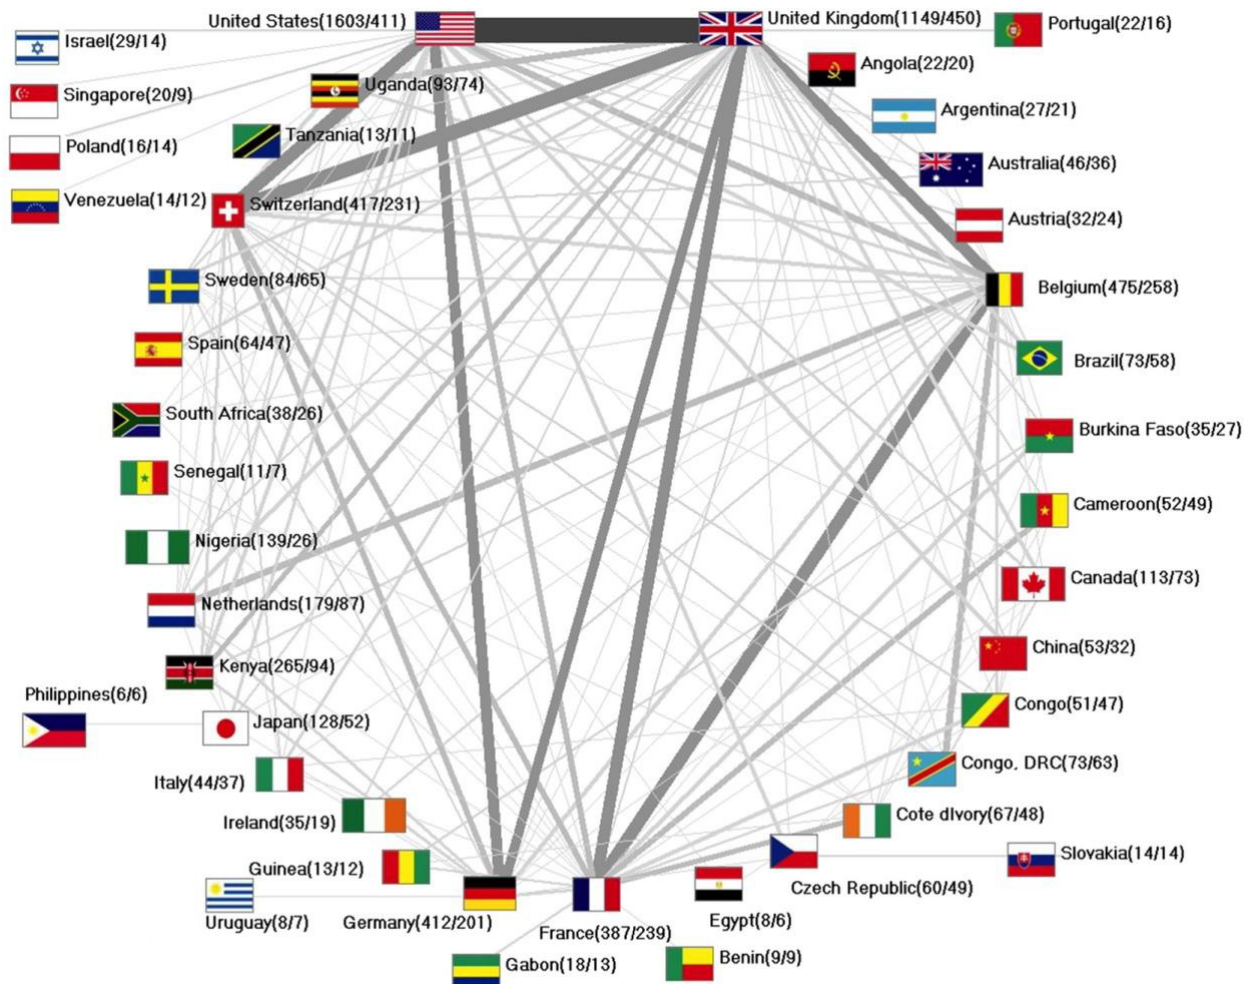 United States(1603/411)
United Kingdom(1149/450)
Portugal(22/16)
Israel(29/14)
Angola(22/20)
Uganda(93/74)
Singapore(20/9)
Argentina(27/21)
Tanzania(13/11)
Poland(16/14)
Australia(46/36)
Venezuela(14/12)
Switzerland(417/231)
Austria(32/24)
Sweden(84/65)
Belgium(475/258)
Spain(64/47)
Brazil(73/58)
South Africa(38/26)
Burkina Faso(35/27)
Senegal(11/7)
Cameroon(52/49)
Nigeria(139/26)
Canada(113/73)
Netherlands(179/87)
China(53/32)
Kenya(265/94)
Philippines(6/6)
Congo(51/47)
Japan(128/52)
Congo, DRC(73/63)
Italy(44/37)
Cote dIvory(67/48)
Ireland(35/19)
Slovakia(14/14)
Guinea(13/12)
Czech Republic(60/49)
Uruguay(8/7)
Germany(412/201)
Egypt(8/6)
France(387/239)
Benin(9/9)
Gabon(18/13)